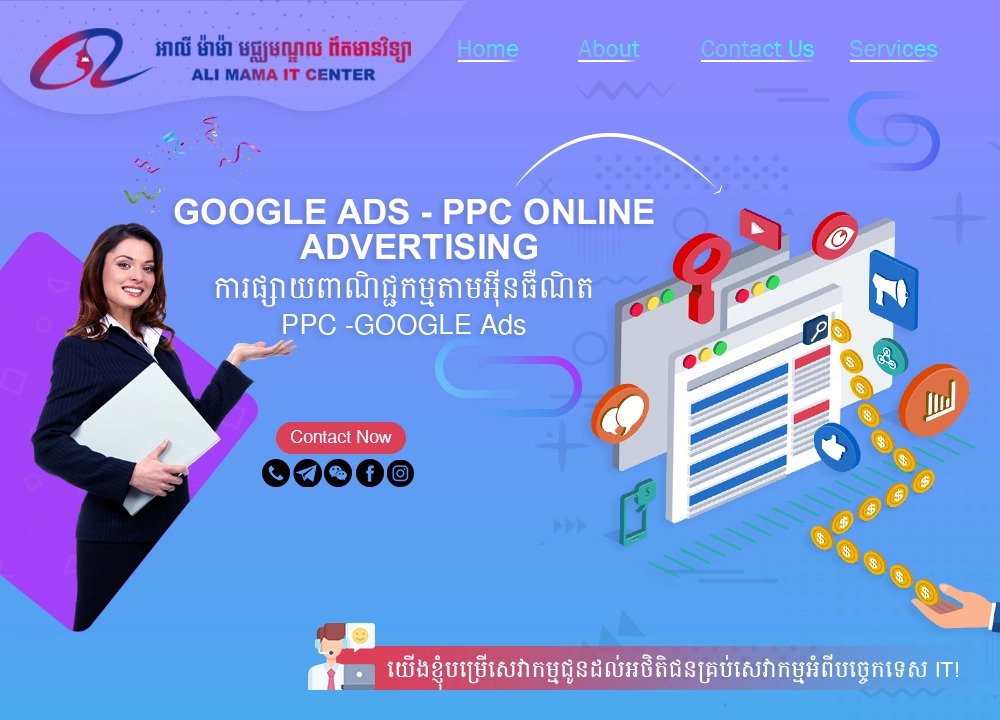 អាលី ម៉ាម៉ា មជ្ឈមណ្ឌល ព័តមានវិទ្យា
ALI MAMA IT CENTER
Home About Contact Us Services
GOOGLE ADS - PPC ONLINE
ADVERTISING
ការផ្សាយពាណិជ្ជកម្មតាមអ៊ីនធឺណិត
PPC -GOOGLE Ads
Contact Now
យើងខ្ញុំបម្រើសេវាកម្មជូនដល់អថិតិជនគ្រប់សេវាកម្មអំពីបច្ចេកទេស IT!